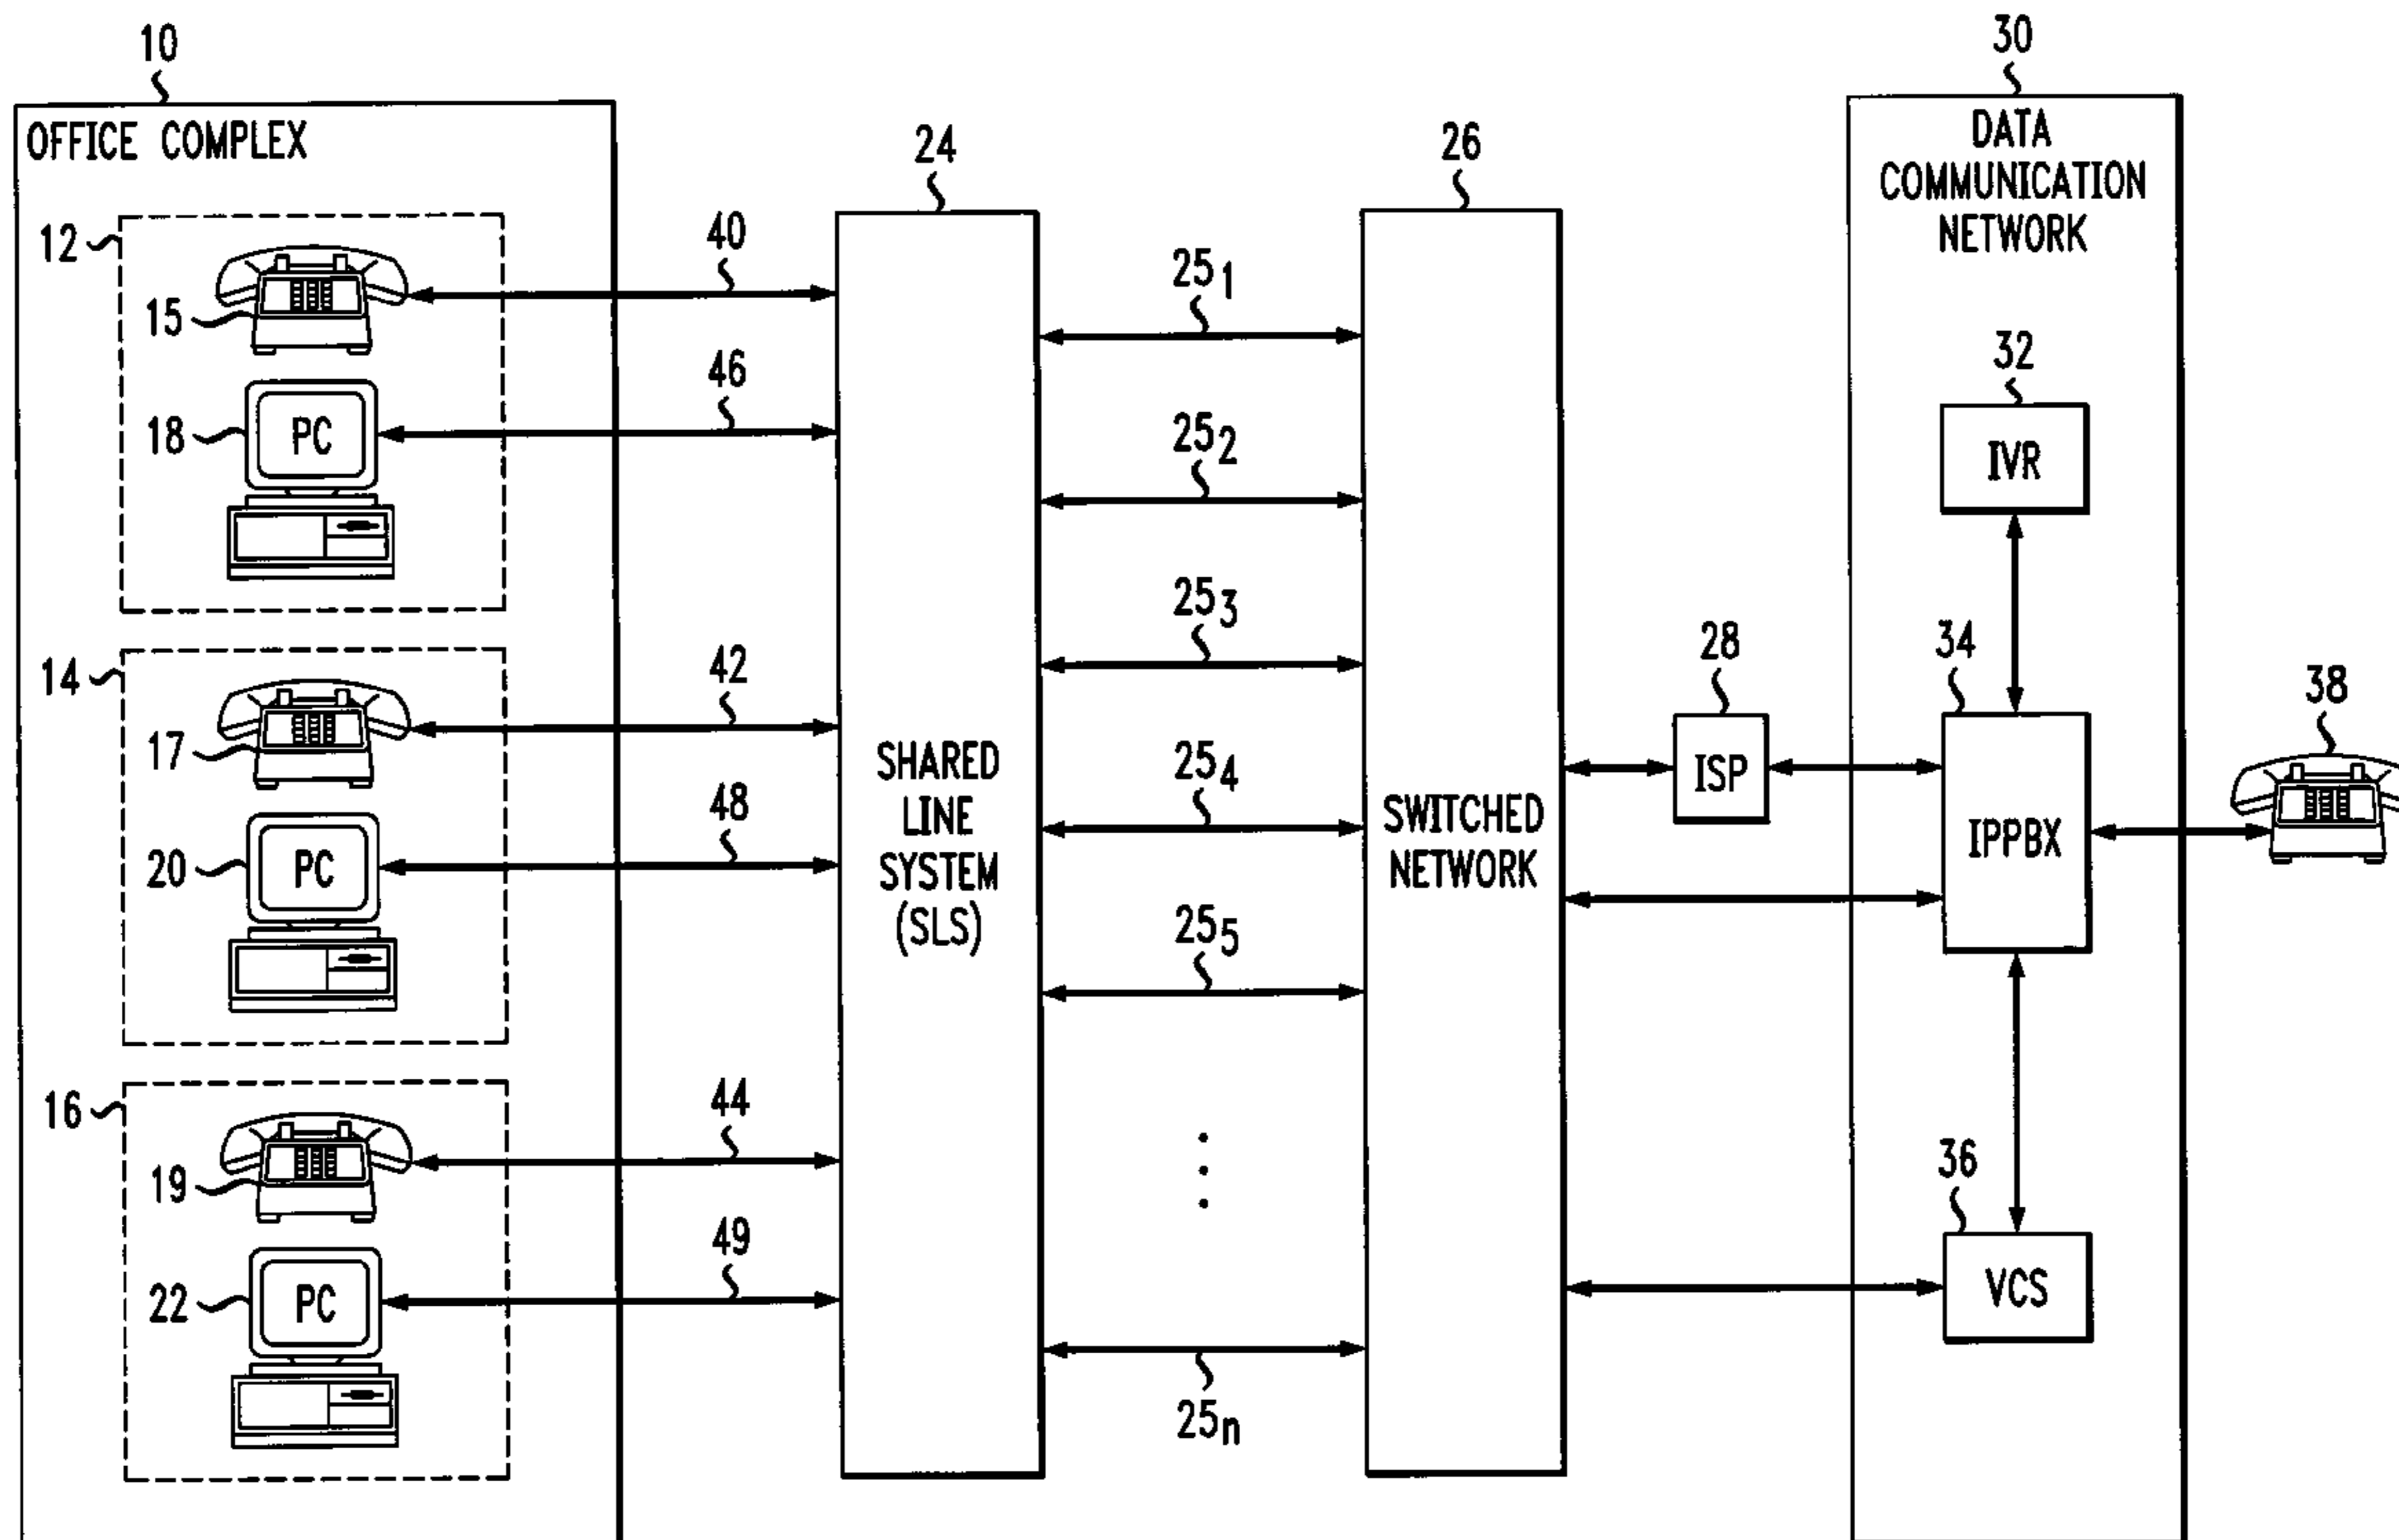 10
OFFICE COMPLEX
12
15
18
PC
14
17
20
PC
16
19
22
PC
40
46
42
48
44
49
24
SHARED
LINE
SYSTEM
(SLS)
25₁
25₂
25₃
25₄
25₅
25ₙ
26
SWITCHED
NETWORK
28
ISP
30
DATA
COMMUNICATION
NETWORK
32
IVR
34
IPPBX
36
VCS
38